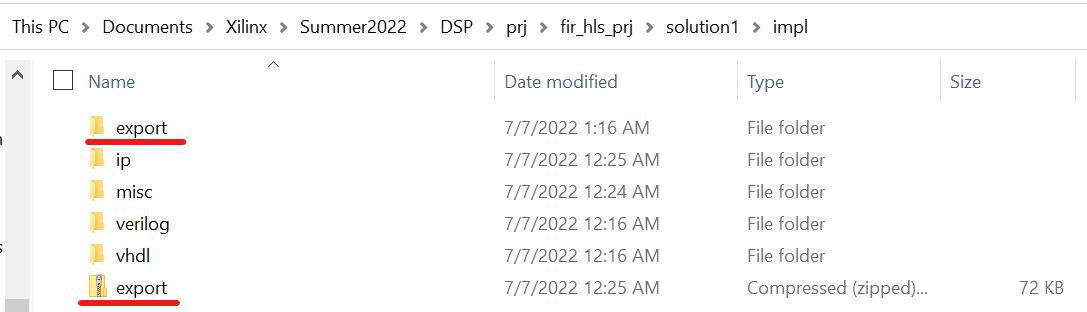 This PC > Documents > Xilinx > Summer2022 > DSP > prj > fir_hls_prj > solution1 > impl
Name Date modified Type Size
export 7/7/2022 1:16 AM File folder
ip 7/7/2022 12:25 AM File folder
misc 7/7/2022 12:24 AM File folder
verilog 7/7/2022 12:16 AM File folder
vhdl 7/7/2022 12:16 AM File folder
export 7/7/2022 12:25 AM Compressed (zipped)... 72 KB